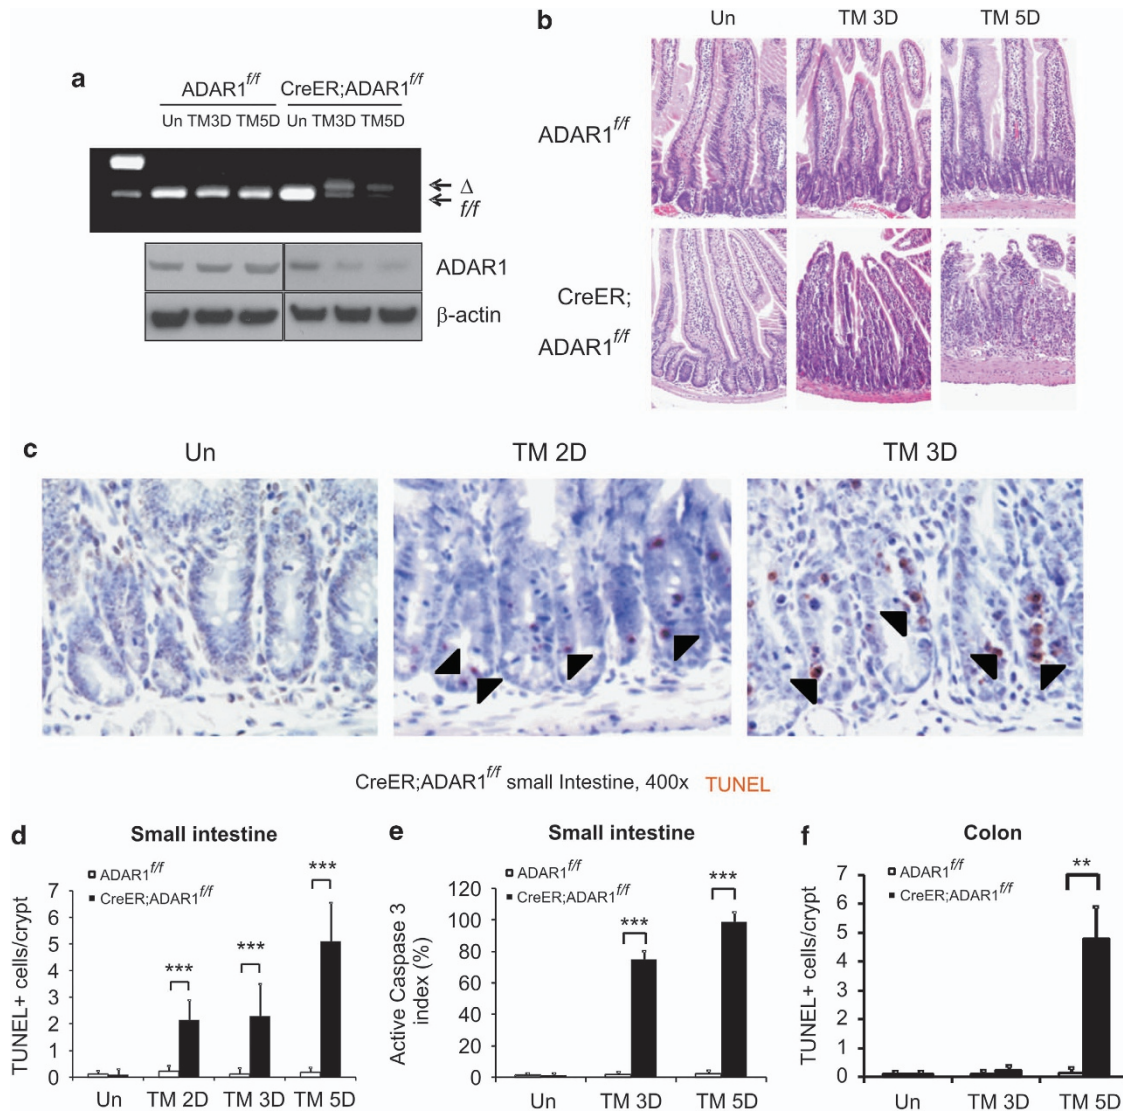 a
ADAR1f/f CreER;ADAR1f/f
Un TM3D TM5D Un TM3D TM5D
Δ
f/f
ADAR1
β-actin
b
Un TM 3D TM 5D
ADAR1f/f
CreER;
ADAR1f/f
c
Un TM 2D TM 3D
CreER;ADAR1f/f small Intestine, 400x TUNEL
d
Small intestine
ADAR1f/f
CreER;ADAR1f/f
TUNEL+ cells/crypt
7
6
5
4
3
2
1
0
***
***
***
Un TM 2D TM 3D TM 5D
e
Small intestine
ADAR1f/f
CreER;ADAR1f/f
Active Caspase 3
index (%)
120
100
80
60
40
20
0
***
***
Un TM 3D TM 5D
f
Colon
ADAR1f/f
CreER;ADAR1f/f
TUNEL+ cells/crypt
7
6
5
4
3
2
1
0
**
Un TM 3D TM 5D